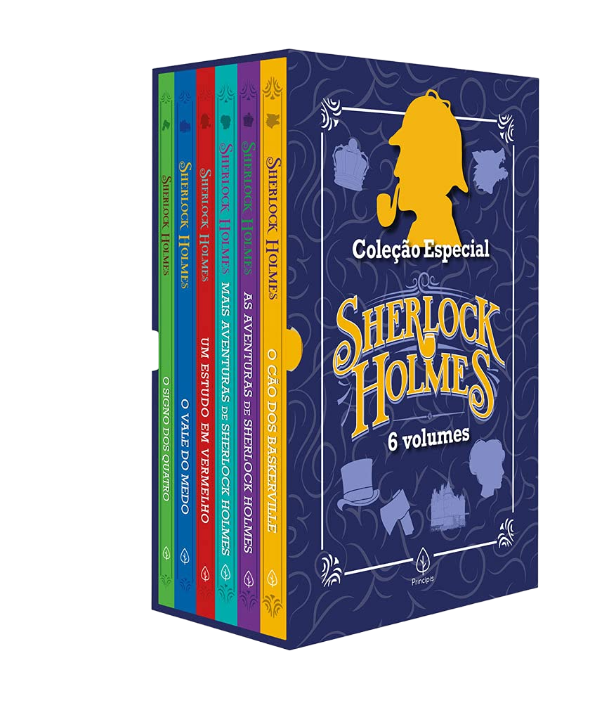 SHERLOCK HOLMES O SIGNO DOS QUATRO
SHERLOCK HOLMES O VALE DO MEDO
SHERLOCK HOLMES UM ESTUDO EM VERMELHO
SHERLOCK HOLMES MAIS AVENTURAS DE SHERLOCK HOLMES
SHERLOCK HOLMES AS AVENTURAS DE SHERLOCK HOLMES
SHERLOCK HOLMES O CÃO DOS BASKERVILLE
Coleção Especial
SHERLOCK
HOLMES
6 volumes
Principis